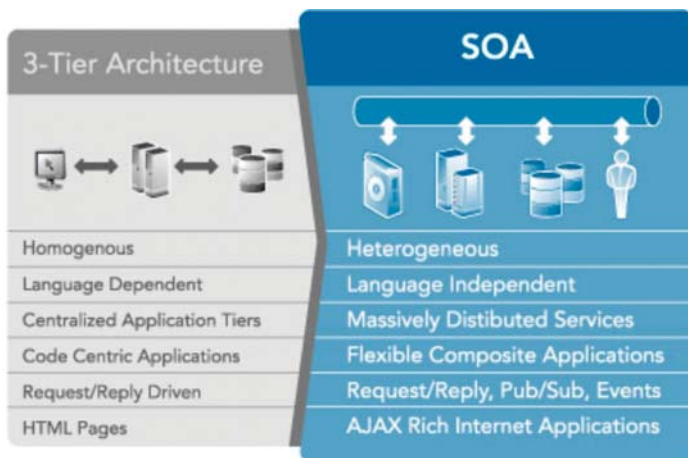 3-Tier Architecture
SOA
Homogenous
Heterogeneous
Language Dependent
Language Independent
Centralized Application Tiers
Massively Distibuted Services
Code Centric Applications
Flexible Composite Applications
Request/Reply Driven
Request/Reply, Pub/Sub, Events
HTML Pages
AJAX Rich Internet Applications